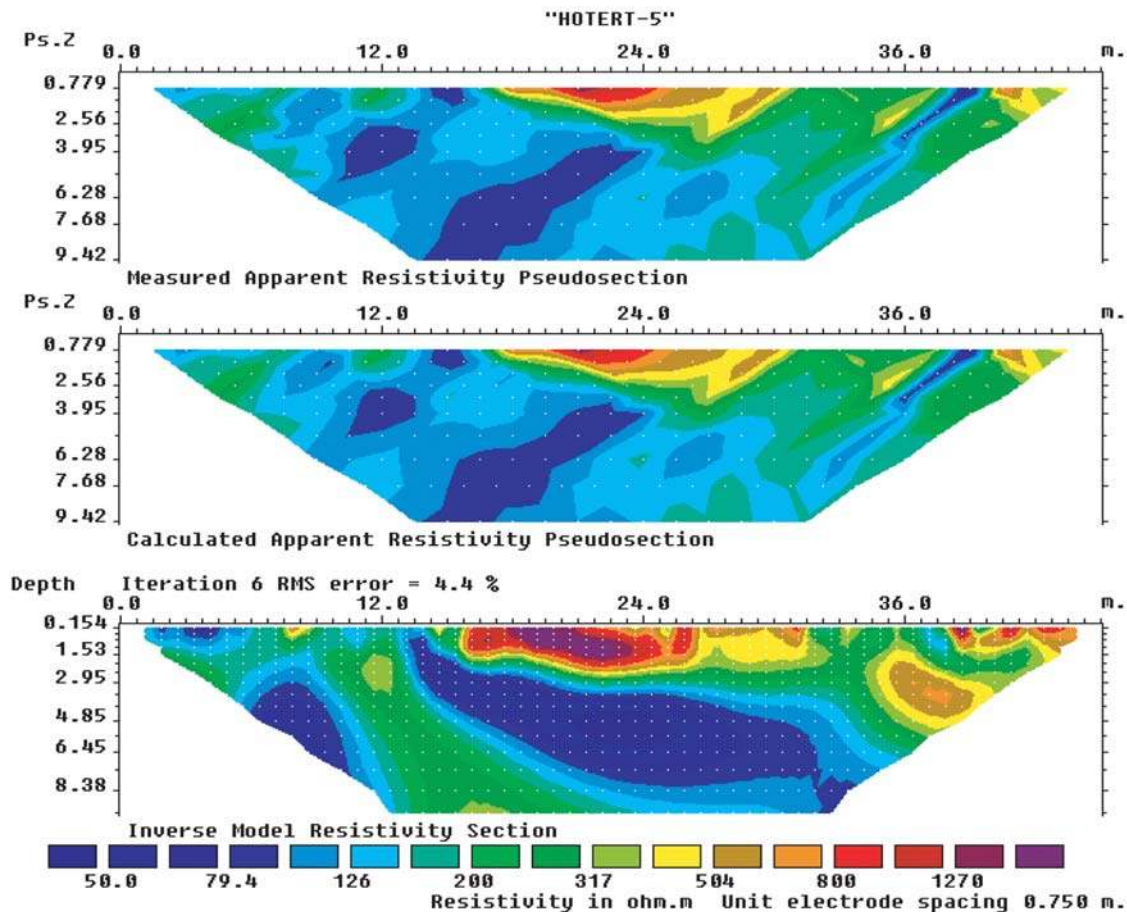 "HOTERT-5"
Ps.Z 0.0 12.0 24.0 36.0 m.
0.779
2.56
3.95
6.28
7.68
9.42
Measured Apparent Resistivity Pseudosection
Ps.Z 0.0 12.0 24.0 36.0 m.
0.779
2.56
3.95
6.28
7.68
9.42
Calculated Apparent Resistivity Pseudosection
Depth Iteration 6 RMS error = 4.4 %
0.0 12.0 24.0 36.0 m.
0.154
1.53
2.95
4.85
6.45
8.38
Inverse Model Resistivity Section
50.0 79.4 126 200 317 504 800 1270
Resistivity in ohm.m Unit electrode spacing 0.750 m.